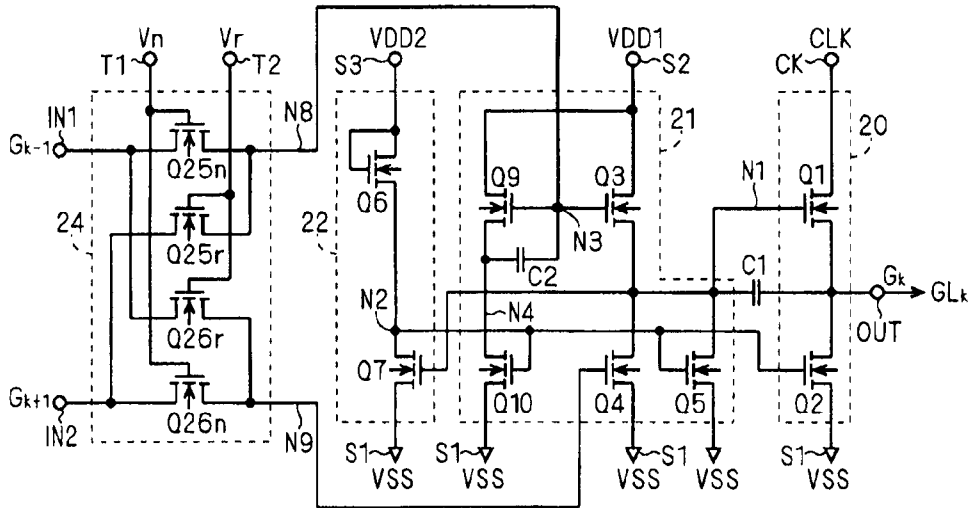 Vn Vr VDD2 VDD1 CLK
T1 T2 S3 S2 CK
IN1 N8 21 20
Gk-1
Q25n Q6 Q9 Q3 N1 Q1
24 22 N3
Q25r C2 C1 Gk
GLk
N2 N4 OUT
Q26r Q7
Gk+1
IN2 Q26n N9 Q10 Q4 Q5 Q2
S1 S1 S1 S1
VSS VSS VSS VSS VSS